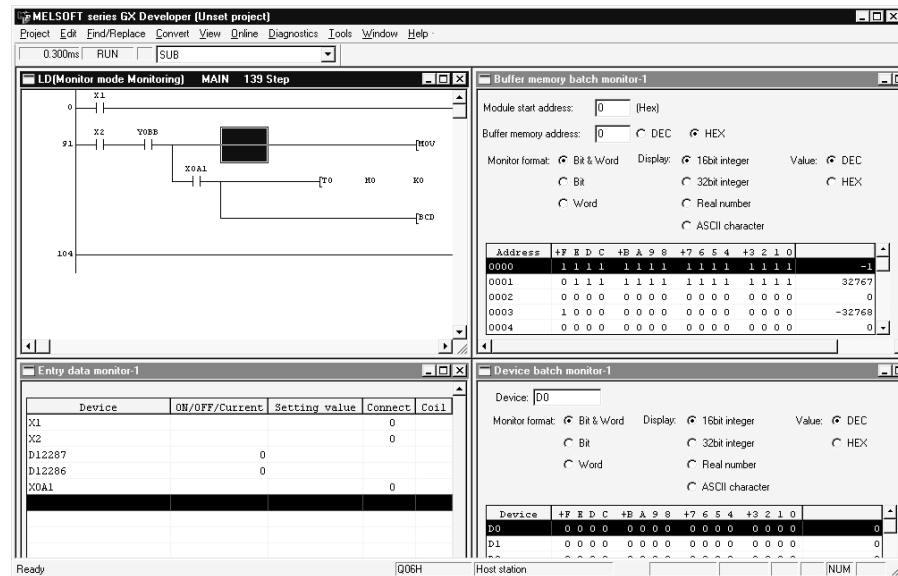 MELSOFT series GX Developer (Unset project)
Project Edit Find/Replace Convert View Online Diagnostics Tools Window Help
0.300ms RUN SUB
LD(Monitor mode Monitoring) MAIN 139 Step
X1
0
X2 Y0BB
91 [MOV
X0A1
[TO M0 K0
[BCD
104
Buffer memory batch monitor-1
Module start address: 0 (Hex)
Buffer memory address: 0 DEC HEX
Monitor format: Bit & Word Display: 16bit integer Value: DEC
Bit 32bit integer HEX
Word Real number
ASCII character
Address +F E D C +B A 9 8 +7 6 5 4 +3 2 1 0
0000 1 1 1 1 1 1 1 1 1 1 1 1 1 1 1 1 -1
0001 0 1 1 1 1 1 1 1 1 1 1 1 1 1 1 1 32767
0002 0 0 0 0 0 0 0 0 0 0 0 0 0 0 0 0 0
0003 1 0 0 0 0 0 0 0 0 0 0 0 0 0 0 0 -32768
0004 0 0 0 0 0 0 0 0 0 0 0 0 0 0 0 0 0
Entry data monitor-1
Device ON/OFF/Current Setting value Connect Coil
X1 0
X2 0
D12287 0
D12286 0
X0A1 0
Device batch monitor-1
Device: D0
Monitor format: Bit & Word Display: 16bit integer Value: DEC
Bit 32bit integer HEX
Word Real number
ASCII character
Device +F E D C +B A 9 8 +7 6 5 4 +3 2 1 0
D0 0 0 0 0 0 0 0 0 0 0 0 0 0 0 0 0 0
D1 0 0 0 0 0 0 0 0 0 0 0 0 0 0 0 0 0
Ready Q06H Host station NUM